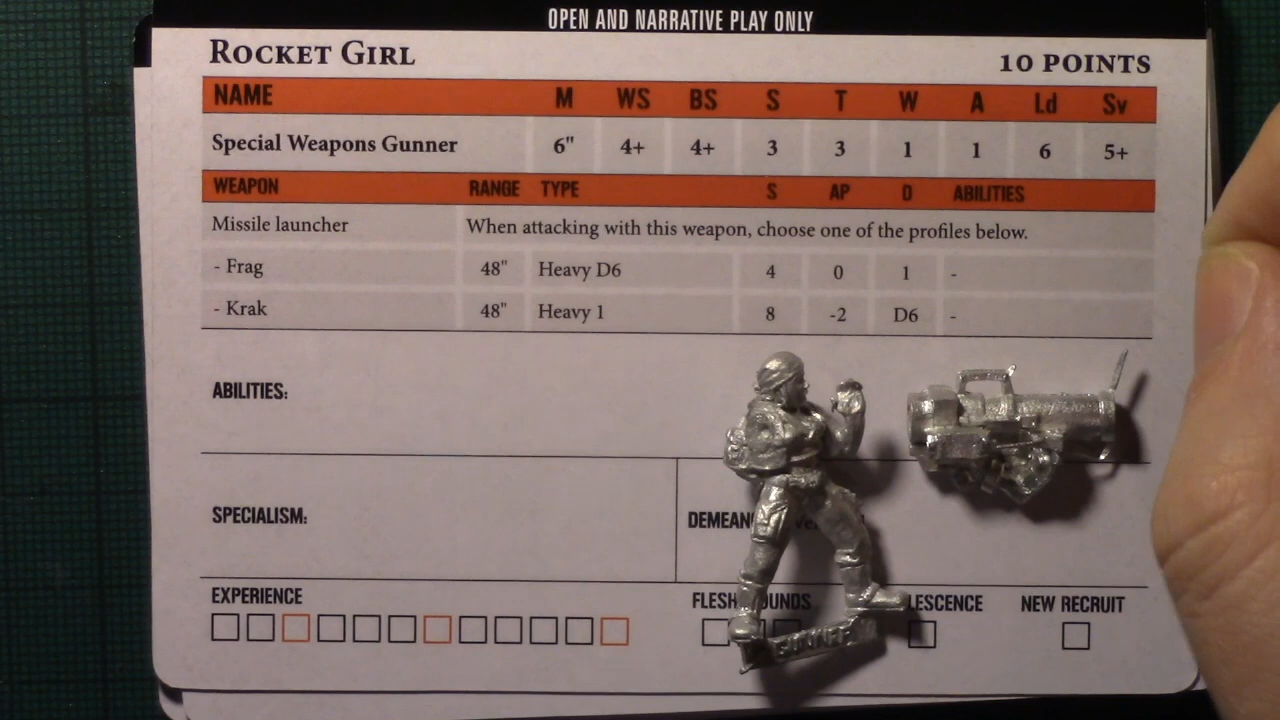 OPEN AND NARRATIVE PLAY ONLY
ROCKET GIRL 10 POINTS
NAME M WS BS S T W A Ld Sv
Special Weapons Gunner 6" 4+ 4+ 3 3 1 1 6 5+
WEAPON RANGE TYPE S AP D ABILITIES
Missile launcher When attacking with this weapon, choose one of the profiles below.
- Frag 48" Heavy D6 4 0 1 -
- Krak 48" Heavy 1 8 -2 D6 -
ABILITIES:
SPECIALISM:
EXPERIENCE NEW RECRUIT